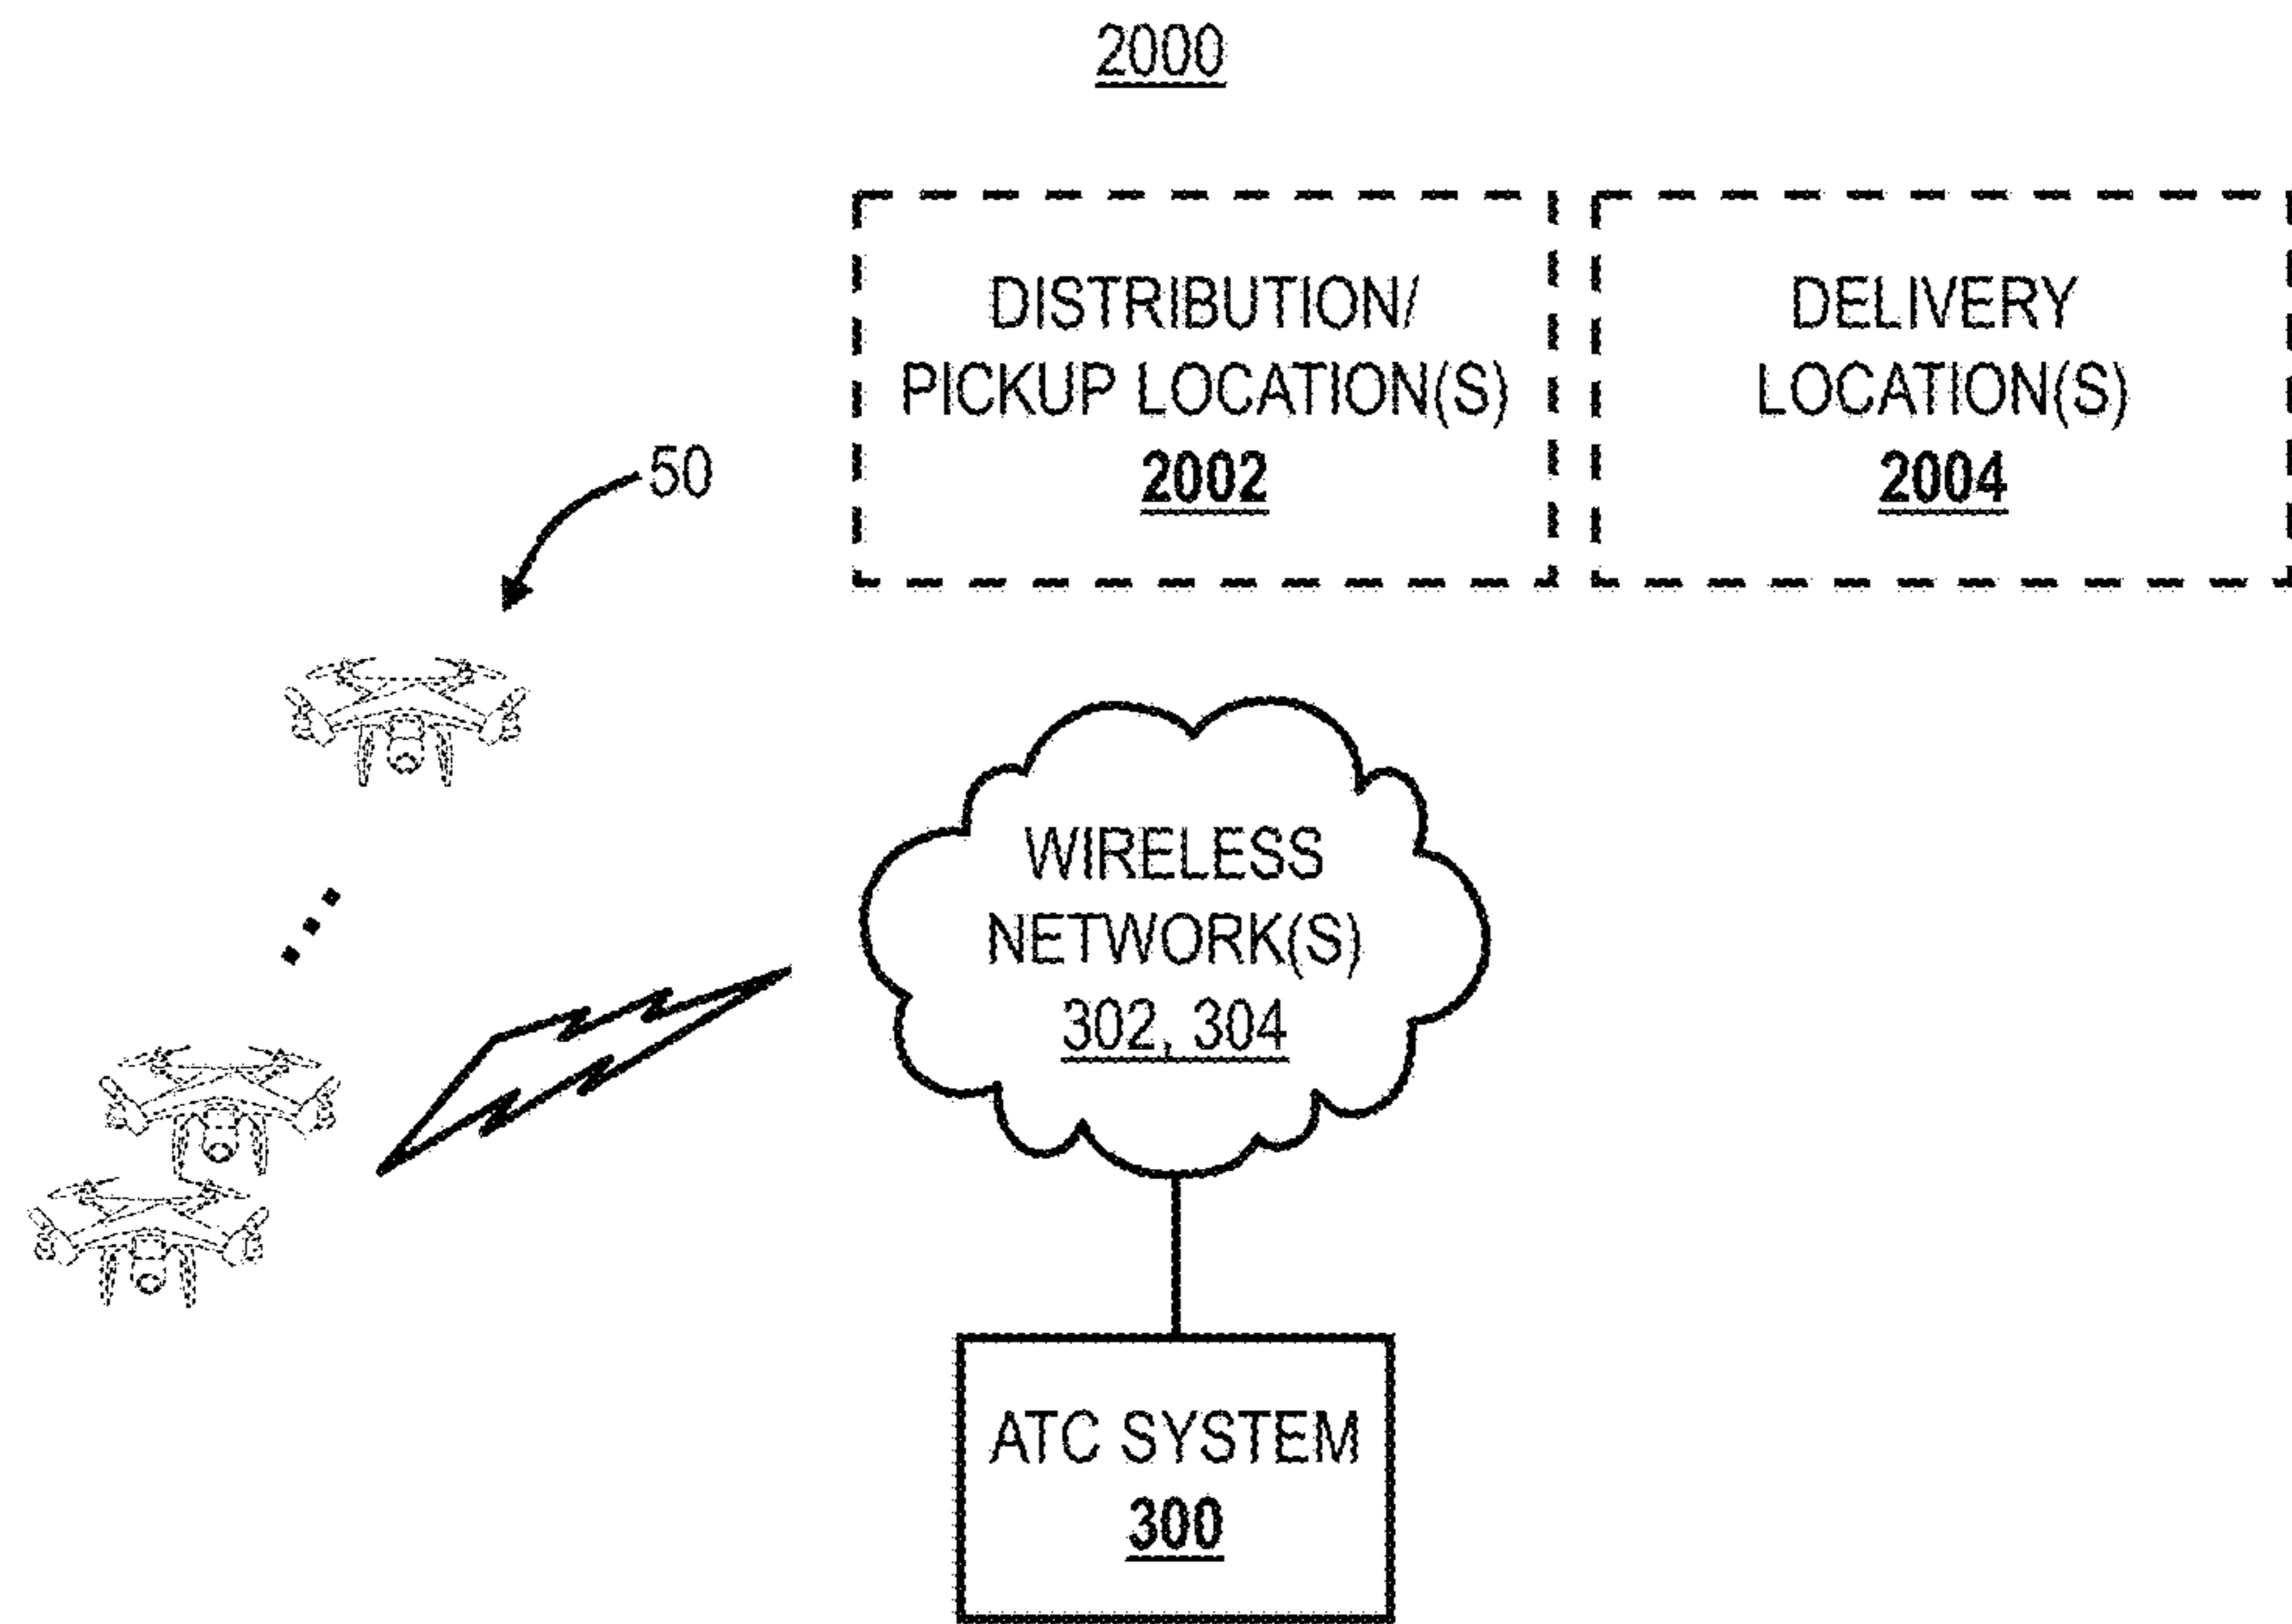 2000
DISTRIBUTION/
PICKUP LOCATION(S)
2002
DELIVERY
LOCATION(S)
2004
50
WIRELESS
NETWORK(S)
302, 304
ATC SYSTEM
300